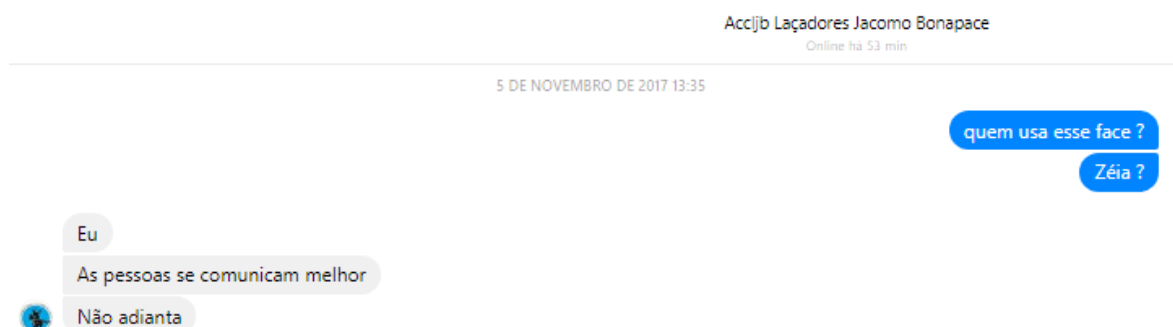 Accljb Laçadores Jacomo Bonapace
Online há 53 min
5 DE NOVEMBRO DE 2017 13:35
quem usa esse face ?
Zéia ?
Eu
As pessoas se comunicam melhor
Não adianta